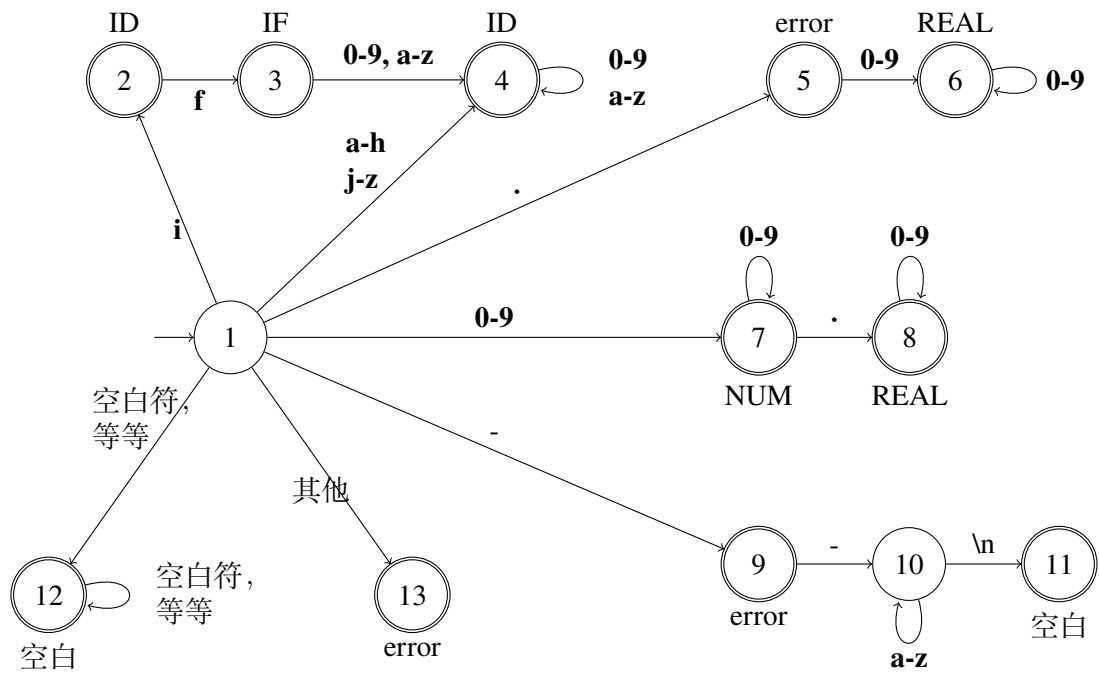 ID
IF
ID
error
REAL
2
f
3
0-9, a-z
4
0-9
a-z
5
0-9
6
0-9
a-h
j-z
.
i
0-9
0-9
1
0-9
7
.
8
NUM
REAL
空白符,
等等
-
其他
12
空白符,
等等
空白
13
error
9
-
10
\n
11
error
a-z
空白